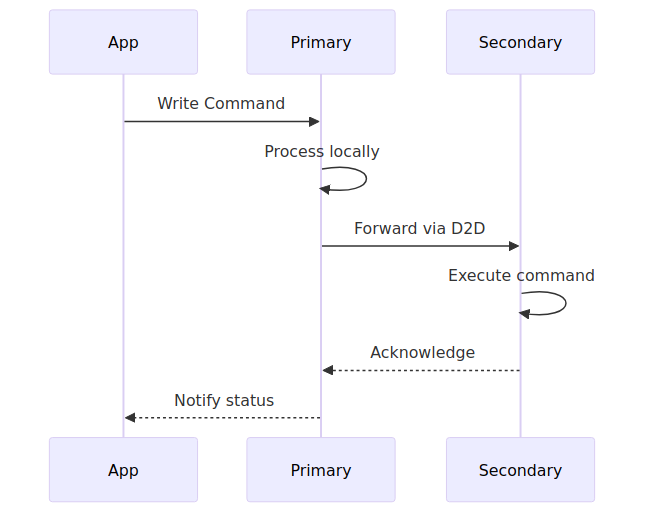 App
Primary
Secondary
Write Command
Process locally
Forward via D2D
Execute command
Acknowledge
Notify status
App
Primary
Secondary